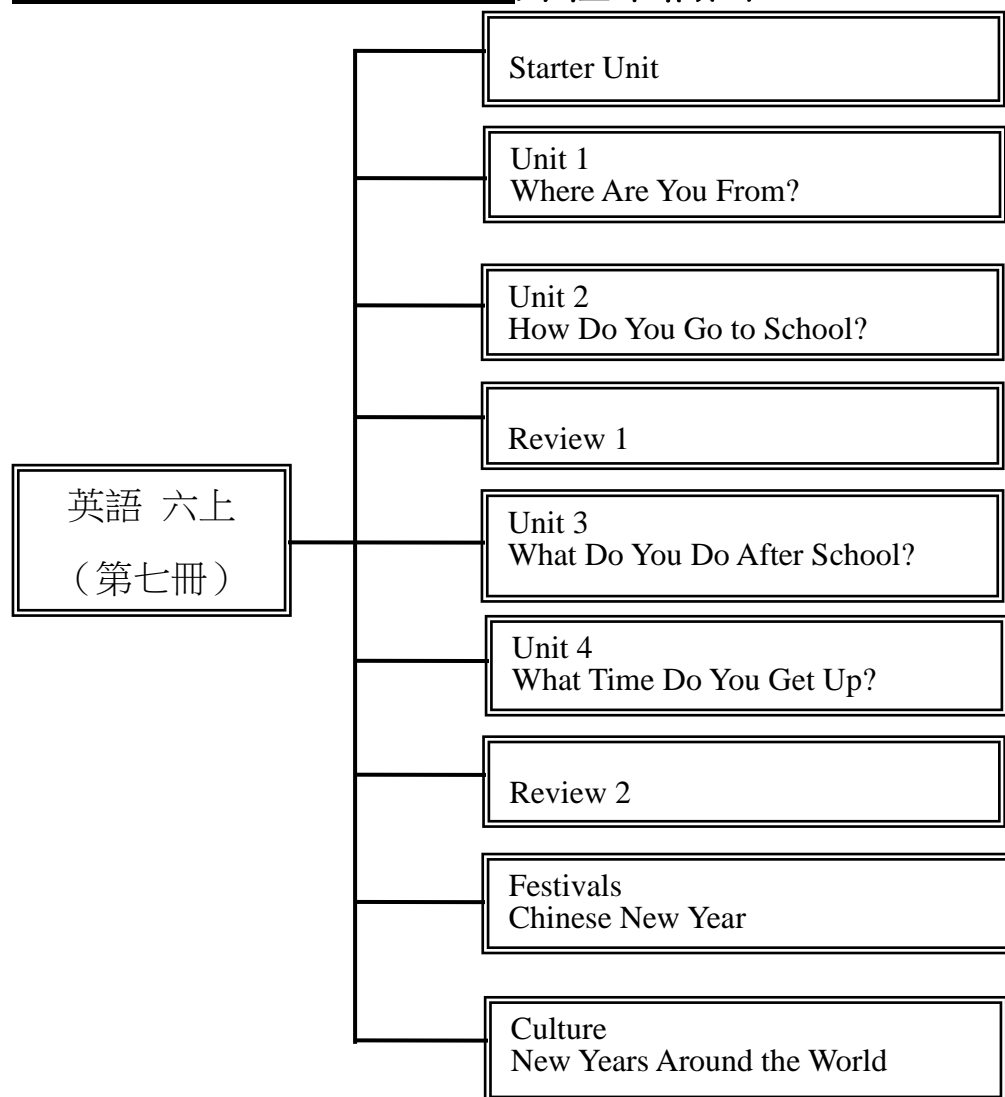 Starter Unit
Unit 1
Where Are You From?
Unit 2
How Do You Go to School?
Review 1
英語 六上
（第七冊）
Unit 3
What Do You Do After School?
Unit 4
What Time Do You Get Up?
Review 2
Festivals
Chinese New Year
Culture
New Years Around the World